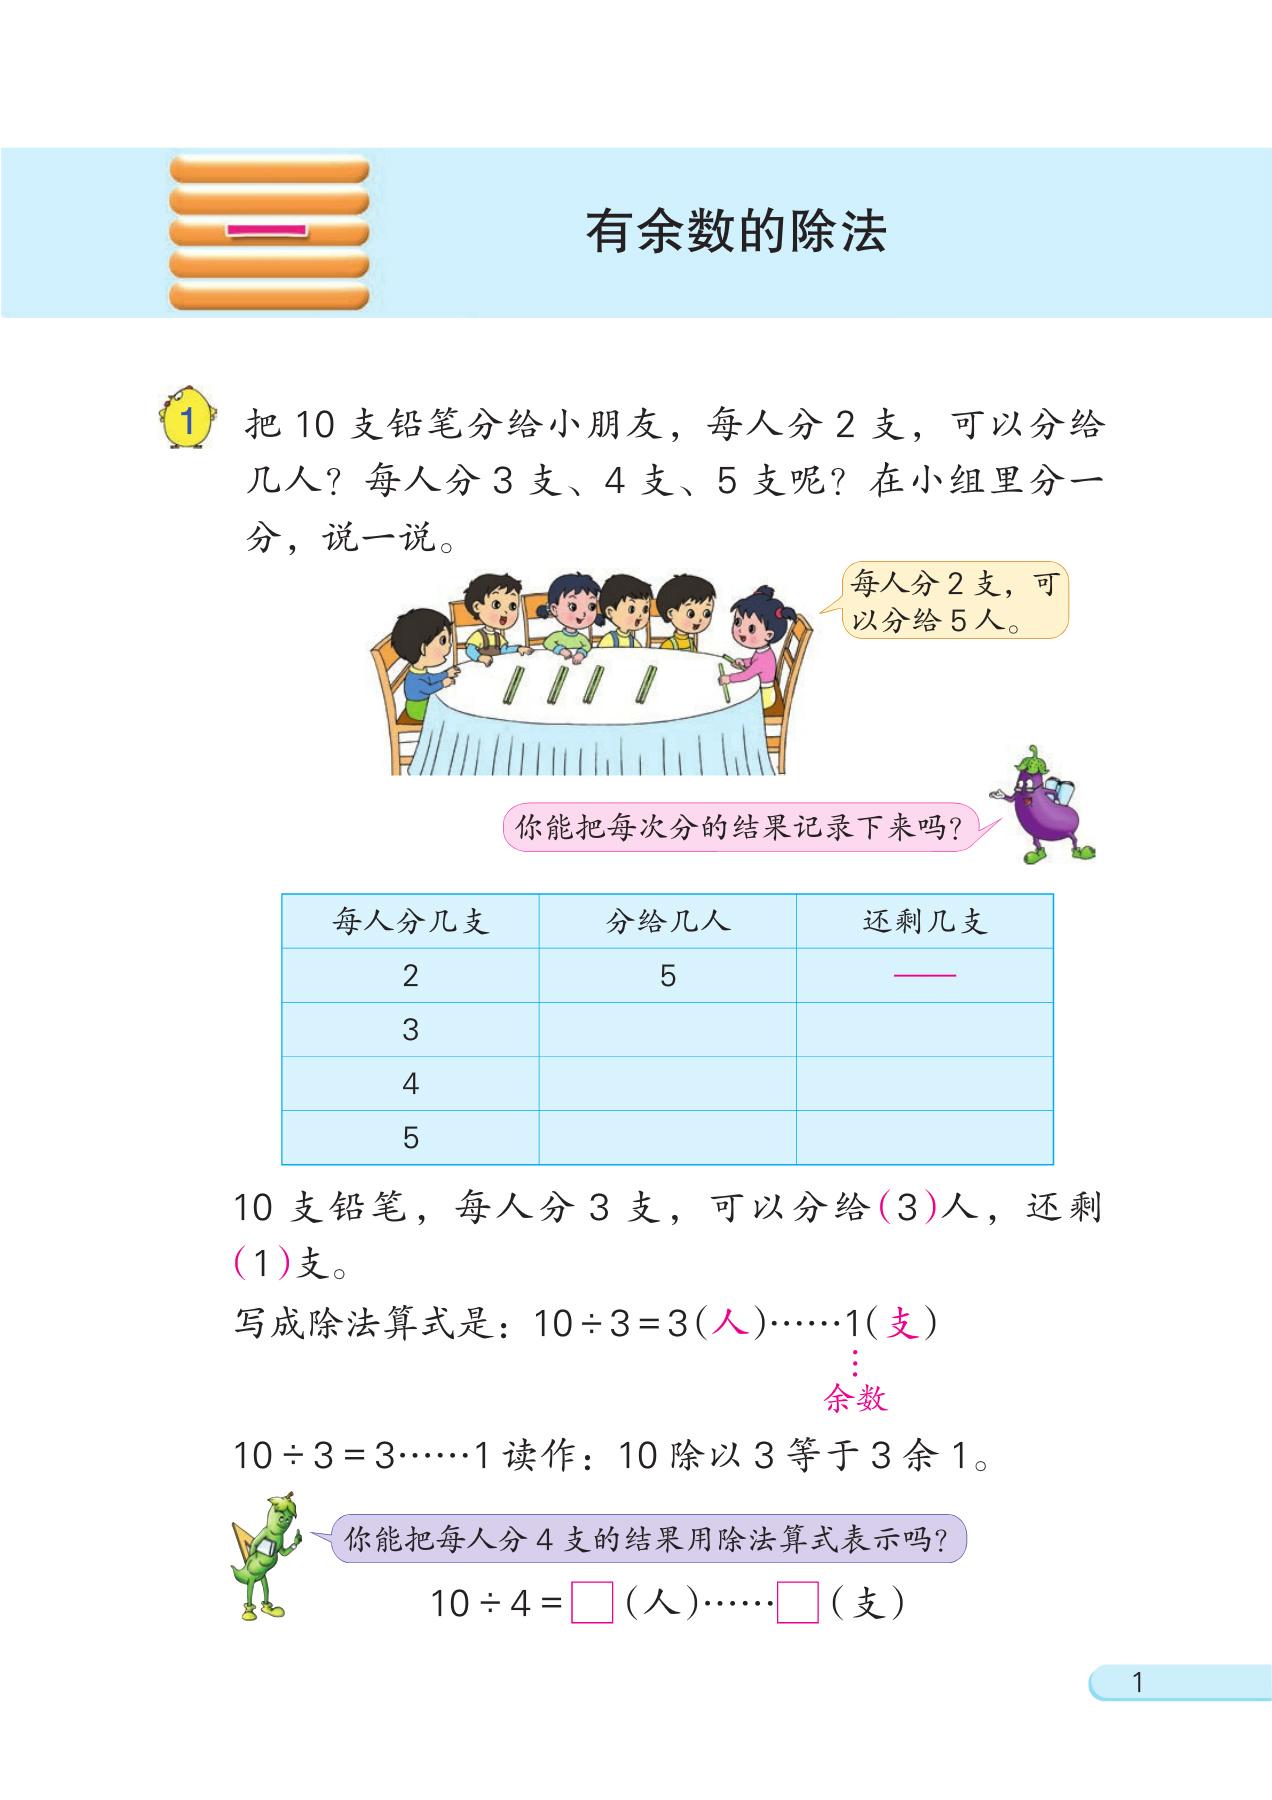 一
有余数的除法
1
把 10 支铅笔分给小朋友，每人分 2 支，可以分给
几人？每人分 3 支、4 支、5 支呢？在小组里分一
分，说一说。
每人分 2 支，可
以分给 5 人。
你能把每次分的结果记录下来吗？
每人分几支 分给几人 还剩几支
2 5 ——
3
4
5
10 支铅笔，每人分 3 支，可以分给(3)人，还剩
(1)支。
写成除法算式是：10÷3＝3(人)……1(支)
余数
10÷3＝3……1 读作：10 除以 3 等于 3 余 1。
你能把每人分 4 支的结果用除法算式表示吗？
10÷4＝□(人)……□(支)
1